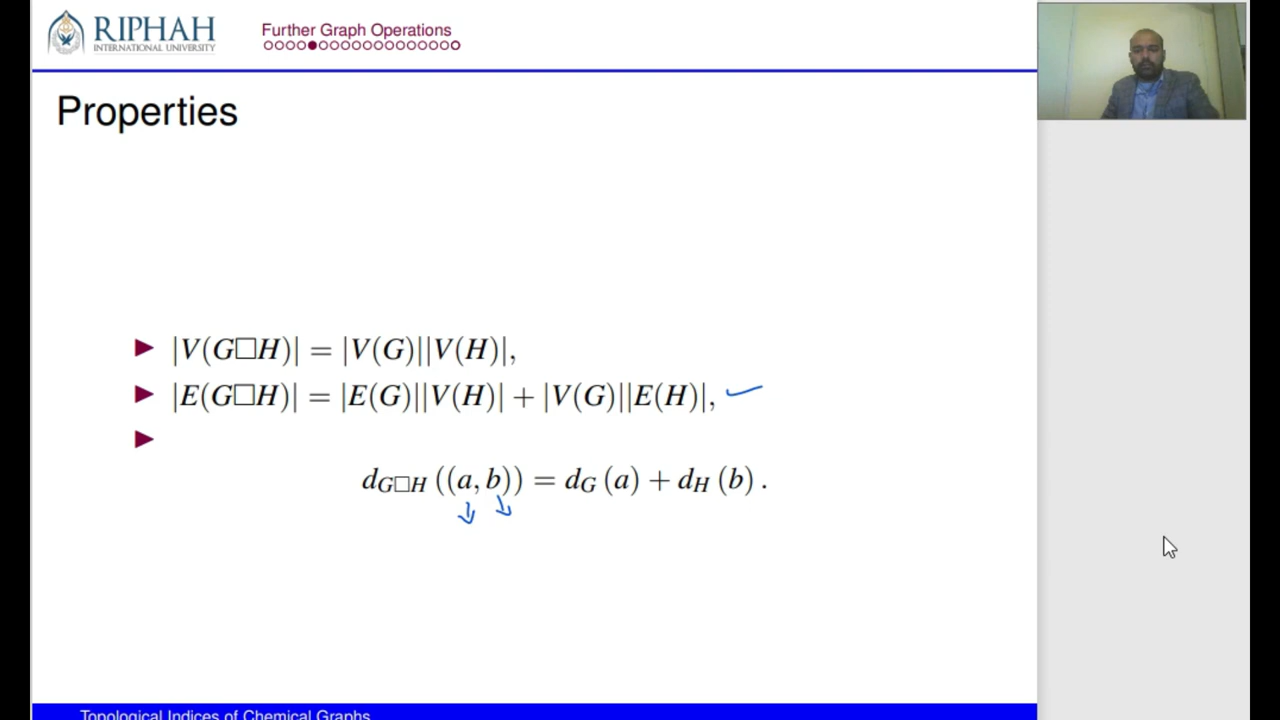 RIPHAH
INTERNATIONAL UNIVERSITY
Further Graph Operations
Properties
▶ |V(G□H)| = |V(G)||V(H)|,
▶ |E(G□H)| = |E(G)||V(H)| + |V(G)||E(H)|,
▶
d_{G□H} ((a, b)) = d_G (a) + d_H (b) .
Topological Indices of Chemical Graphs